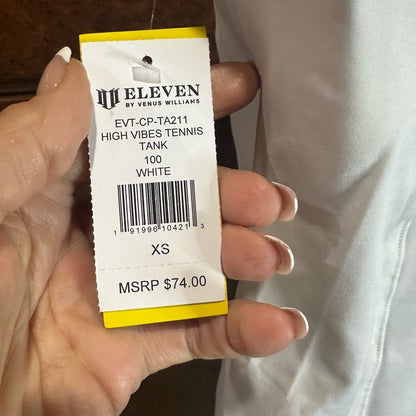 ELEVEN
BY VENUS WILLIAMS
EVT-CP-TA211
HIGH VIBES TENNIS
TANK
100
WHITE
1 91996 10421 3
XS
MSRP $74.00